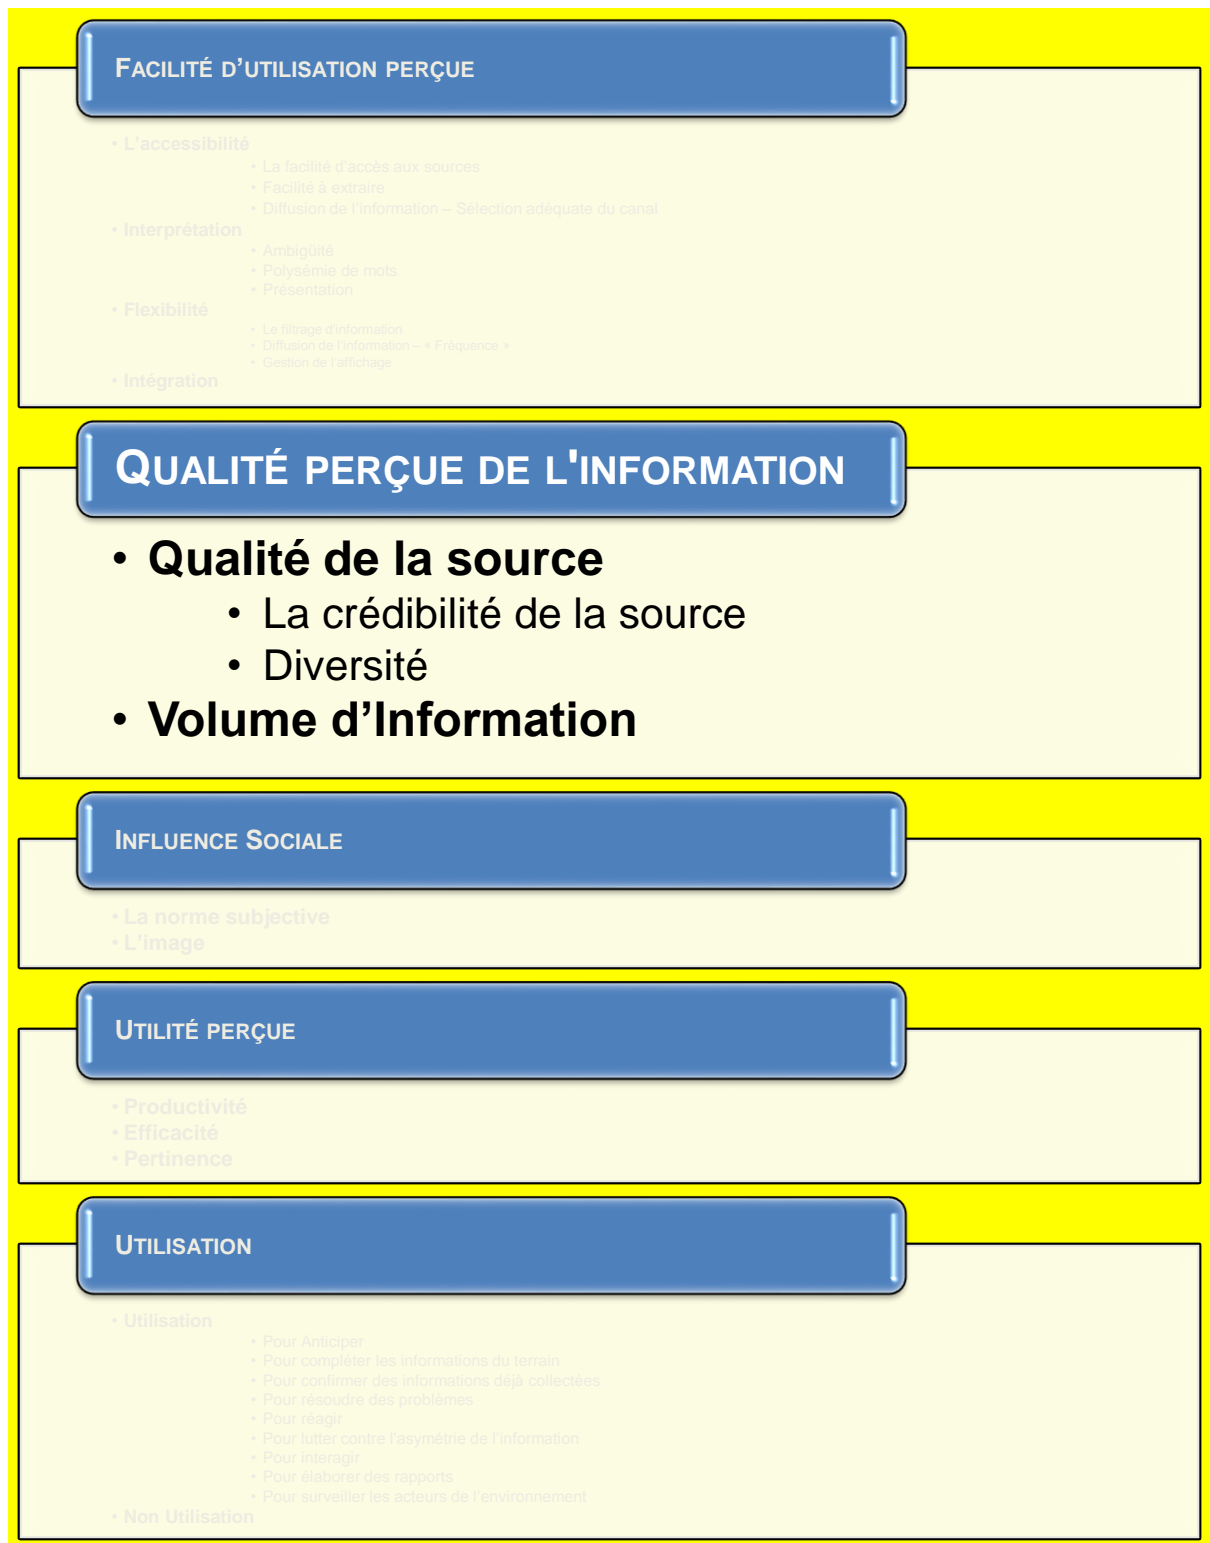 FACILITÉ D’UTILISATION PERÇUE
• L'accessibilité
• La facilité d’accès aux sources
• Facilité à extraire
• Diffusion de l’information – Sélection adéquate du canal
• Interprétation
• Ambigüité
• Polysémie de mots
• Présentation
• Flexibilité
• Le filtrage d’information
• Diffusion de l’information – « Fréquence »
• Gestion de l’affichage
• Intégration
QUALITÉ PERÇUE DE L'INFORMATION
• Qualité de la source
• La crédibilité de la source
• Diversité
• Volume d’Information
INFLUENCE SOCIALE
• La norme subjective
• L’image
UTILITÉ PERÇUE
• Productivité
• Efficacité
• Pertinence
UTILISATION
• Utilisation
• Pour Anticiper
• Pour compléter les informations du terrain
• Pour confirmer des informations déjà collectées
• Pour résoudre des problèmes
• Pour réagir
• Pour lutter contre l’asymétrie de l’information
• Pour interagir
• Pour élaborer des rapports
• Pour surveiller les acteurs de l’environnement
• Non Utilisation